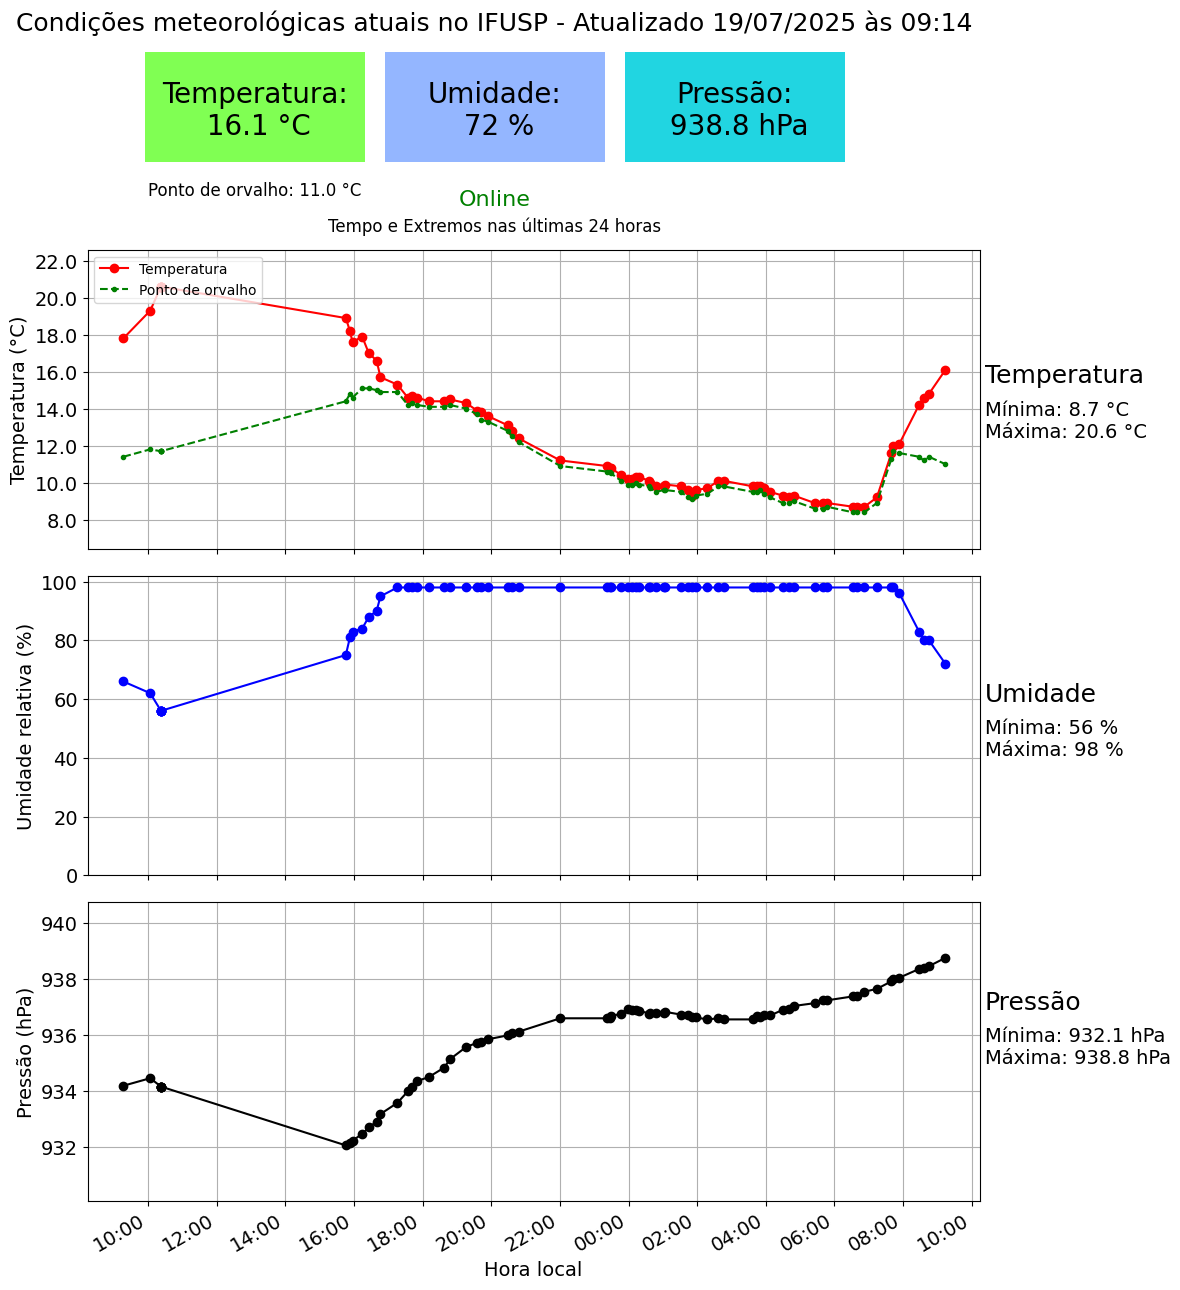 Condições meteorológicas atuais no IFUSP - Atualizado 19/07/2025 às 09:14
Temperatura:
16.1 °C
Umidade:
72 %
Pressão:
938.8 hPa
Ponto de orvalho: 11.0 °C
Online
Tempo e Extremos nas últimas 24 horas
Temperatura (°C)
22.0
20.0
18.0
16.0
14.0
12.0
10.0
8.0
Temperatura
Ponto de orvalho
Temperatura
Mínima: 8.7 °C
Máxima: 20.6 °C
Umidade relativa (%)
100
80
60
40
20
0
Umidade
Mínima: 56 %
Máxima: 98 %
Pressão (hPa)
940
938
936
934
932
Pressão
Mínima: 932.1 hPa
Máxima: 938.8 hPa
10:00
12:00
14:00
16:00
18:00
20:00
22:00
00:00
02:00
04:00
06:00
08:00
10:00
Hora local